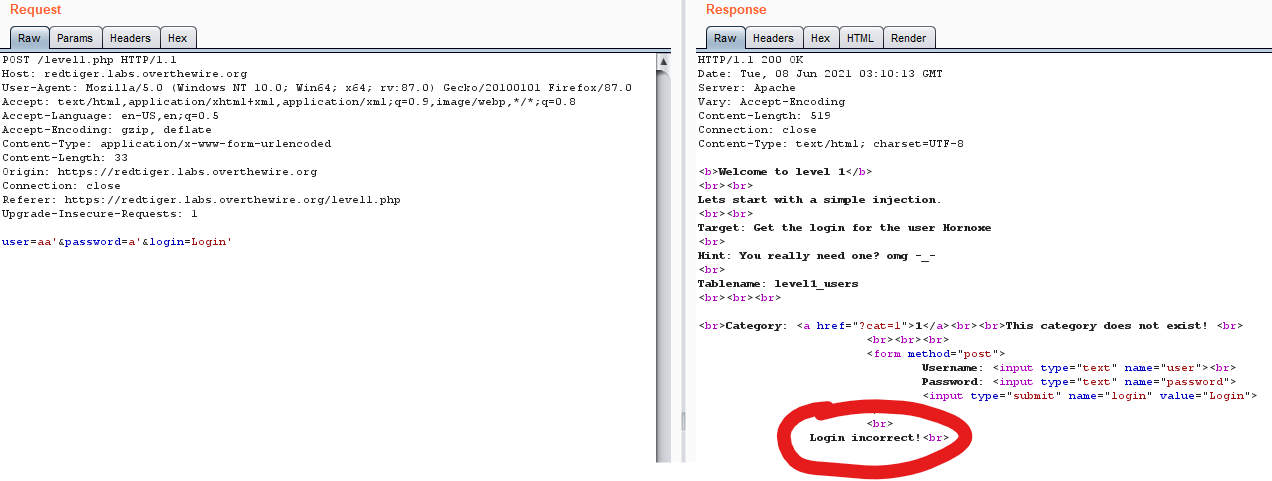 Request
Raw Params Headers Hex
POST /level1.php HTTP/1.1
Host: redtiger.labs.overthewire.org
User-Agent: Mozilla/5.0 (Windows NT 10.0; Win64; x64; rv:87.0) Gecko/20100101 Firefox/87.0
Accept: text/html,application/xhtml+xml,application/xml;q=0.9,image/webp,*/*;q=0.8
Accept-Language: en-US,en;q=0.5
Accept-Encoding: gzip, deflate
Content-Type: application/x-www-form-urlencoded
Content-Length: 33
Origin: https://redtiger.labs.overthewire.org
Connection: close
Referer: https://redtiger.labs.overthewire.org/level1.php
Upgrade-Insecure-Requests: 1
user=aa'&password=a'&login=Login'
Response
Raw Headers Hex HTML Render
HTTP/1.1 200 OK
Date: Tue, 08 Jun 2021 03:10:13 GMT
Server: Apache
Vary: Accept-Encoding
Content-Length: 519
Connection: close
Content-Type: text/html; charset=UTF-8
<b>Welcome to level 1</b>
<br><br>
Lets start with a simple injection.
<br><br>
Target: Get the login for the user Hornoxe
<br>
Hint: You really need one? omg -_-
<br>
Tablename: level1_users
<br><br><br>
<br>Category: <a href="?cat=1">1</a><br><br>This category does not exist! <br>
<br><br><br>
<form method="post">
Username: <input type="text" name="user"><br>
Password: <input type="text" name="password">
<input type="submit" name="login" value="Login">
<br>
Login incorrect!<br>